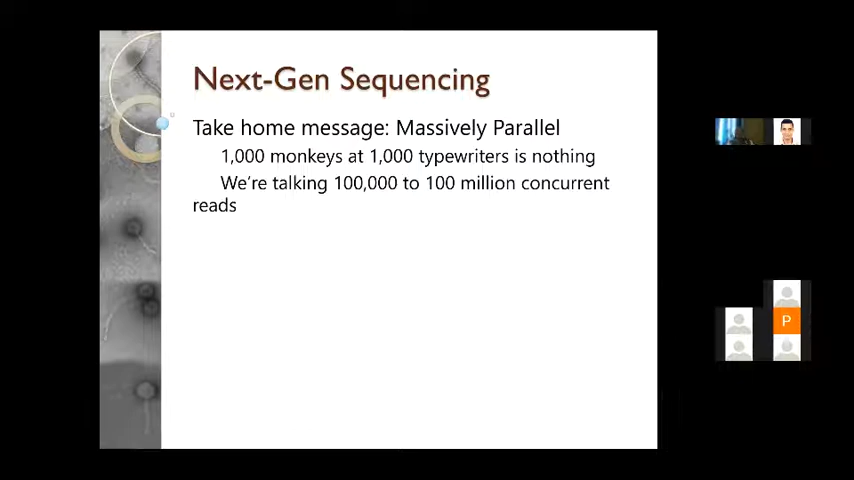 Next-Gen Sequencing
Take home message: Massively Parallel
1,000 monkeys at 1,000 typewriters is nothing
We're talking 100,000 to 100 million concurrent
reads
P